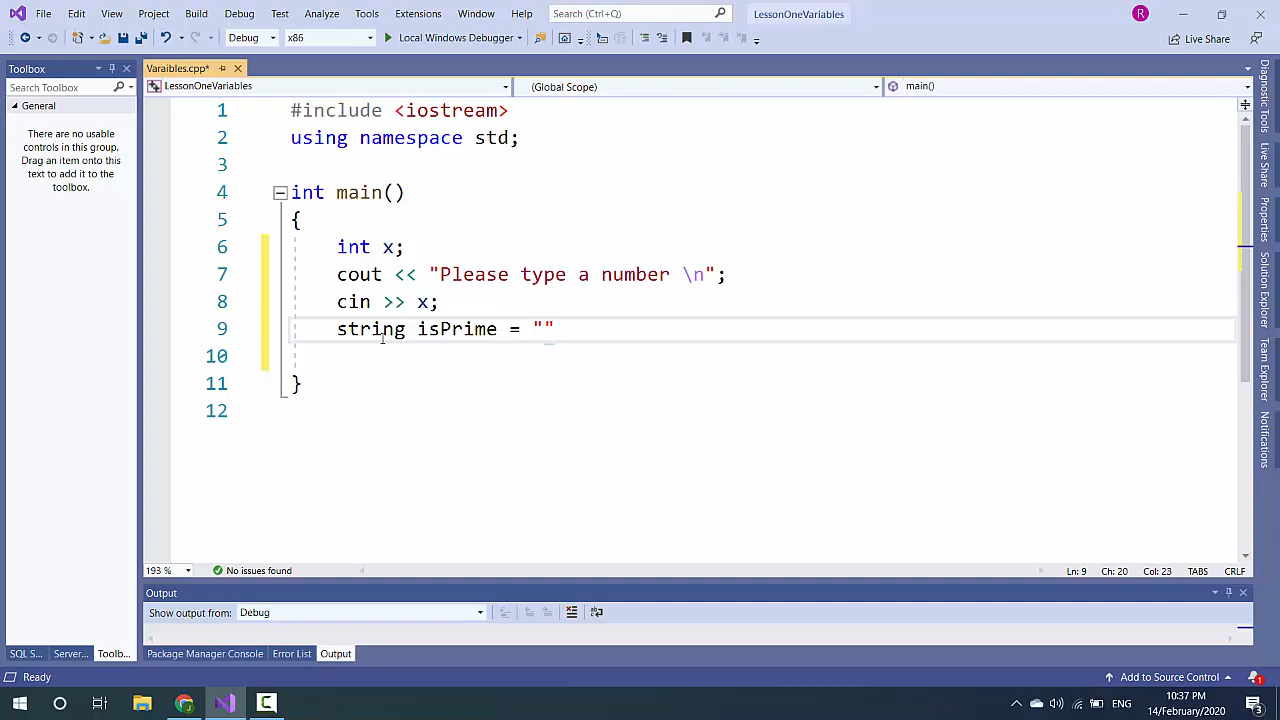 File Edit View Project Build Debug Test Analyze Tools Extensions Window Help Search (Ctrl+Q) LessonOneVariables R
Debug x86 Local Windows Debugger Live Share
Toolbox
Search Toolbox
General
There are no usable
controls in this group.
Drag an item onto this
text to add it to the
toolbox.
Varaibles.cpp*
LessonOneVariables (Global Scope) main()
1 #include <iostream>
2 using namespace std;
3
4 int main()
5 {
6 int x;
7 cout << "Please type a number \n";
8 cin >> x;
9 string isPrime = ""
10
11 }
12
193 % No issues found Ln: 9 Ch: 20 Col: 23 TABS CRLF
Output
Show output from: Debug
SQL S... Server... Toolb... Package Manager Console Error List Output
Ready Add to Source Control 1
Diagnostic Tools
Live Share
Properties
Solution Explorer
Team Explorer
Notifications
C ENG 10:37 PM
14/February/2020 3